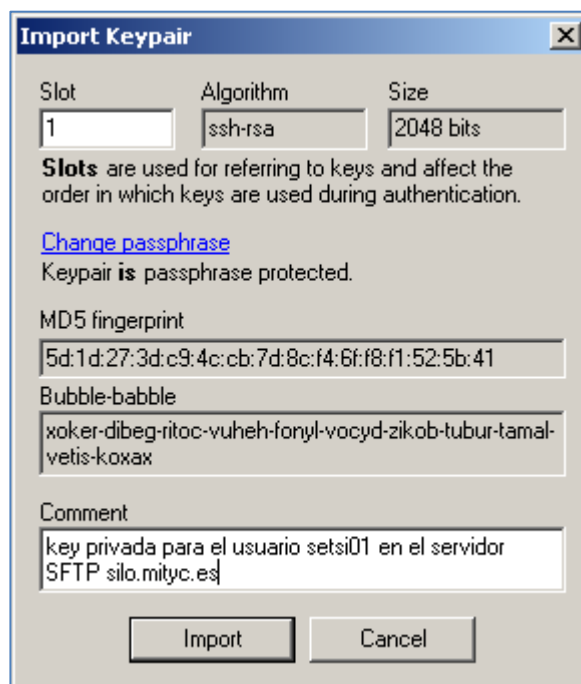 Import Keypair
Slot Algorithm Size
1 ssh-rsa 2048 bits
Slots are used for referring to keys and affect the
order in which keys are used during authentication.
Change passphrase
Keypair is passphrase protected.
MD5 fingerprint
5d:1d:27:3d:c9:4c:cb:7d:8c:f4:6f:f8:f1:52:5b:41
Bubble-babble
xoker-dibeg-ritoc-vuheh-fonyl-vocyd-zikob-tubur-tamal-
vetis-koxax
Comment
key privada para el usuario setsi01 en el servidor
SFTP silo.mityc.es
Import Cancel